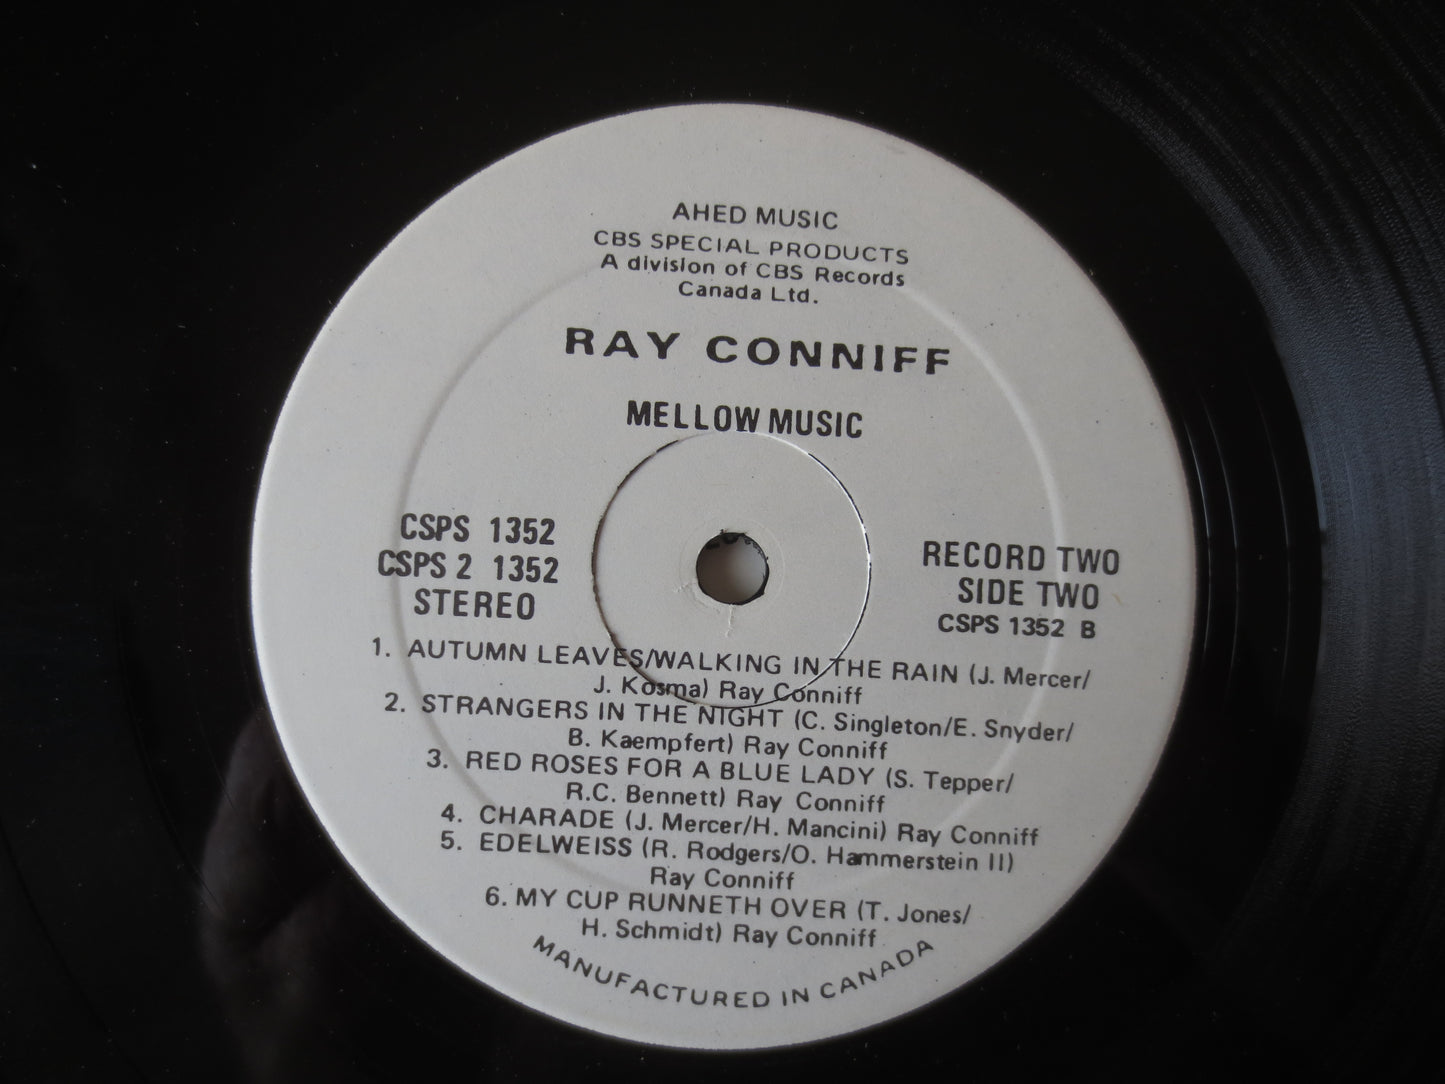 AHED MUSIC
CBS SPECIAL PRODUCTS
A division of CBS Records
Canada Ltd.
RAY CONNIFF
MELLOW MUSIC
CSPS 1352
CSPS 2 1352
STEREO
RECORD TWO
SIDE TWO
CSPS 1352 B
1. AUTUMN LEAVES/WALKING IN THE RAIN (J. Mercer/
J. Kosma) Ray Conniff
2. STRANGERS IN THE NIGHT (C. Singleton/E. Snyder/
B. Kaempfert) Ray Conniff
3. RED ROSES FOR A BLUE LADY (S. Tepper/
R.C. Bennett) Ray Conniff
4. CHARADE (J. Mercer/H. Mancini) Ray Conniff
5. EDELWEISS (R. Rodgers/O. Hammerstein II)
Ray Conniff
6. MY CUP RUNNETH OVER (T. Jones/
H. Schmidt) Ray Conniff
MANUFACTURED IN CANADA